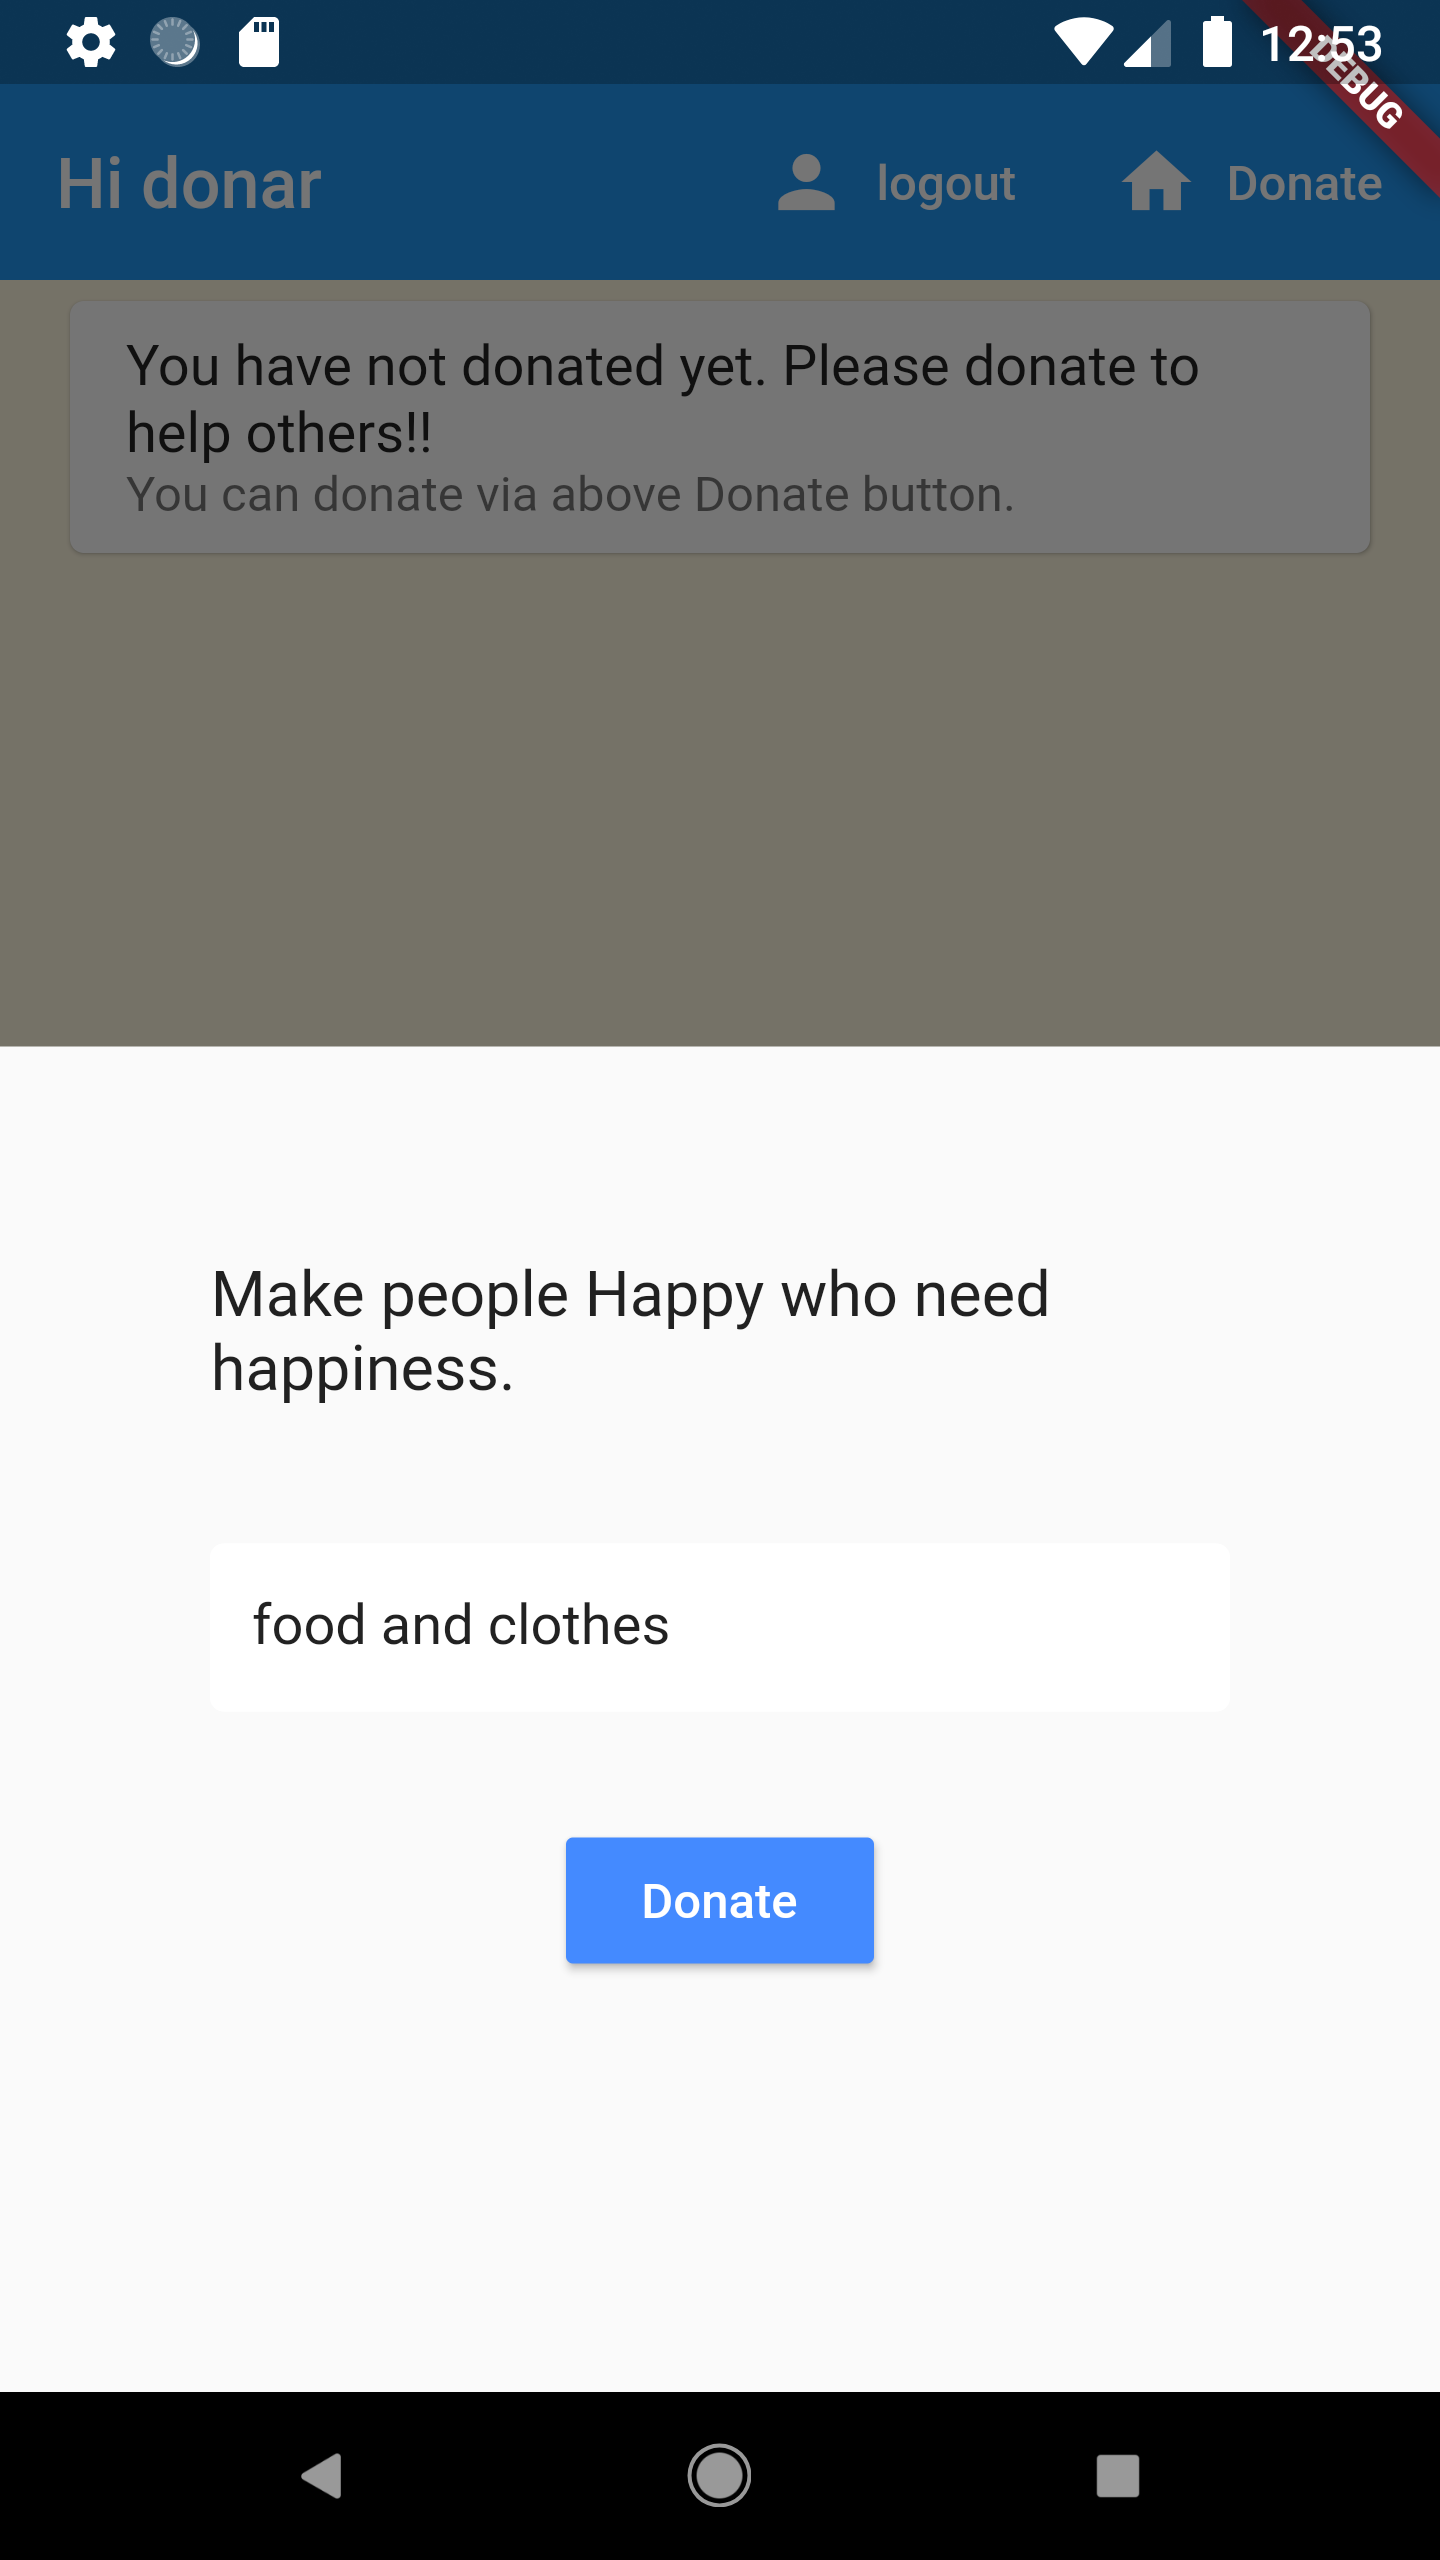 12:53
DEBUG
Hi donar
logout
Donate
You have not donated yet. Please donate to
help others!!
You can donate via above Donate button.
Make people Happy who need
happiness.
food and clothes
Donate